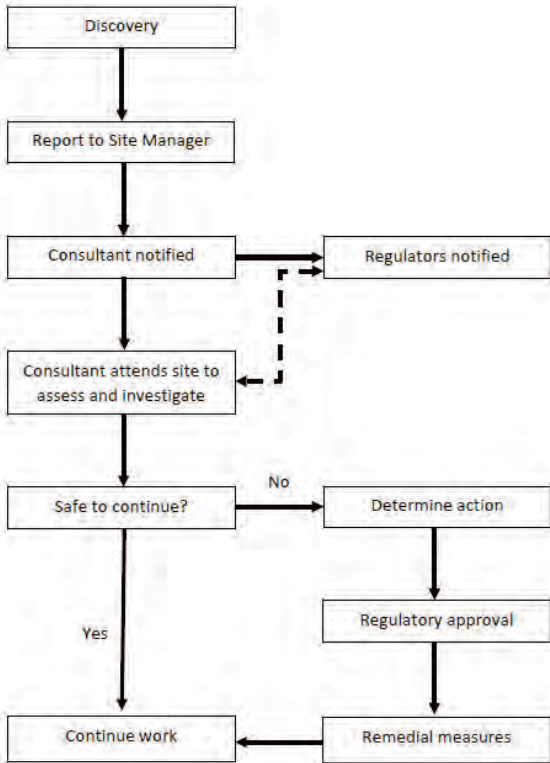 Discovery
Report to Site Manager
Consultant notified
Regulators notified
Consultant attends site to
assess and investigate
Safe to continue?
No
Determine action
Regulatory approval
Yes
Continue work
Remedial measures